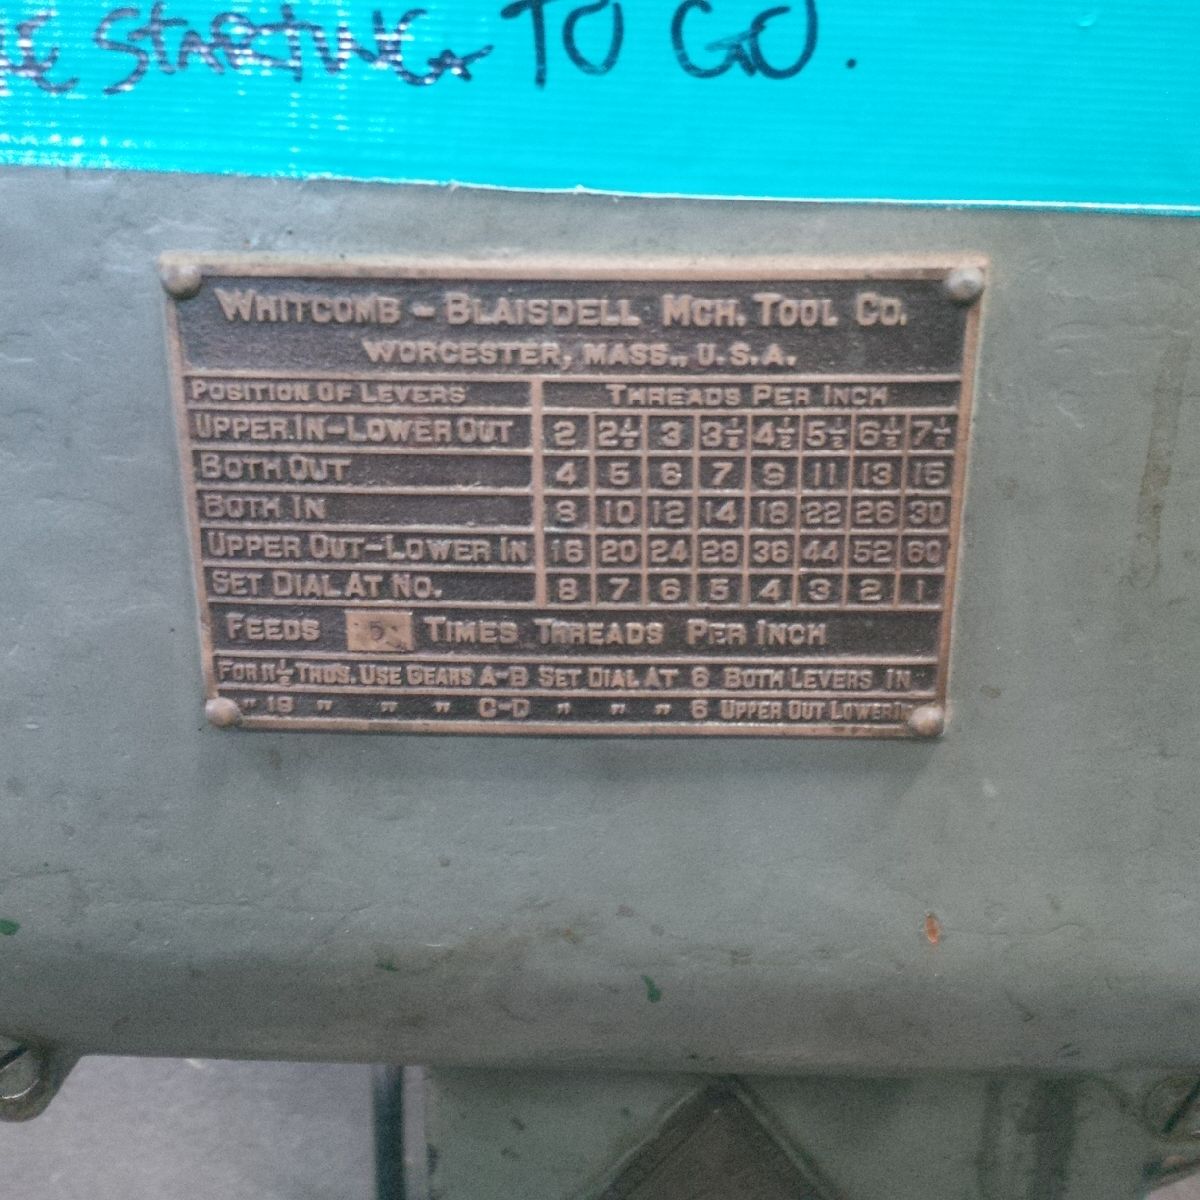 STARTING TO GO.
WHITCOMB - BLAISDELL MCH. TOOL CO.
WORCESTER, MASS., U.S.A.
POSITION OF LEVERS THREADS PER INCH
UPPER IN-LOWER OUT 2 2½ 3 3½ 4½ 5½ 6½ 7½
BOTH OUT 4 5 6 7 9 11 13 15
BOTH IN 8 10 12 14 18 22 26 30
UPPER OUT-LOWER IN 16 20 24 28 36 44 52 60
SET DIAL AT NO. 8 7 6 5 4 3 2 1
FEEDS 5 TIMES THREADS PER INCH
FOR 11½ THDS. USE GEARS A-B SET DIAL AT 6 BOTH LEVERS IN
" 19 " " " C-D " " " 6 UPPER OUT LOWER IN